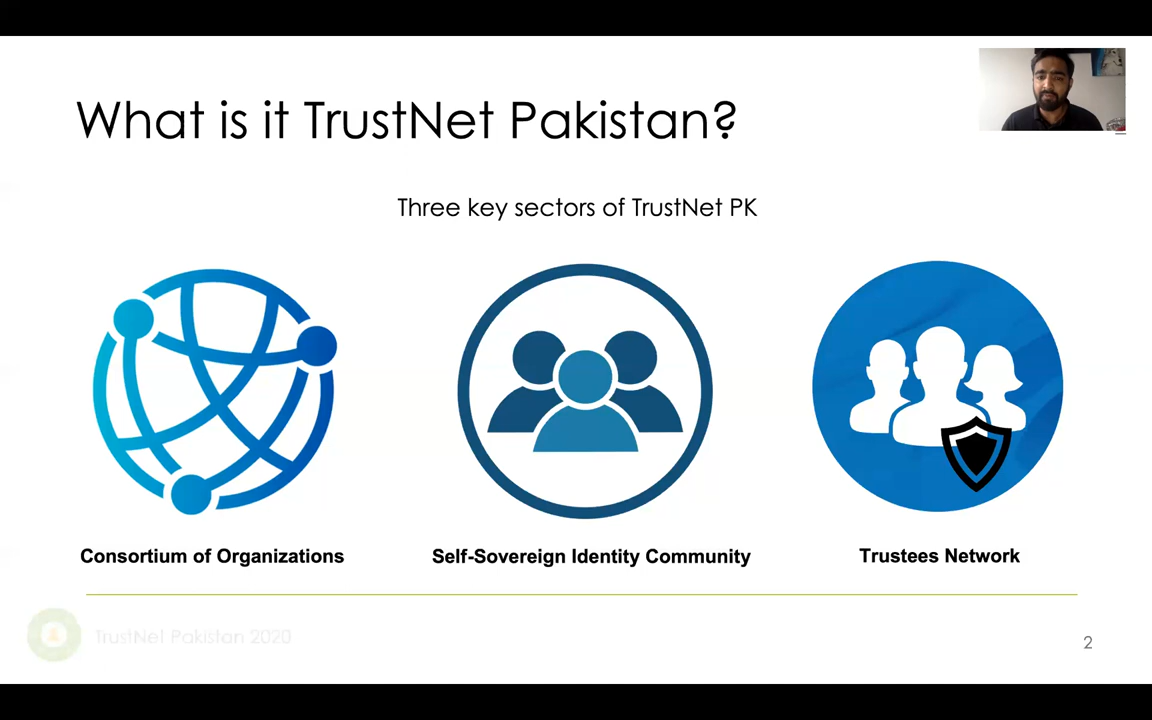 What is it TrustNet Pakistan?
Three key sectors of TrustNet PK
Consortium of Organizations
Self-Sovereign Identity Community
Trustees Network
TrustNet Pakistan 2020
2